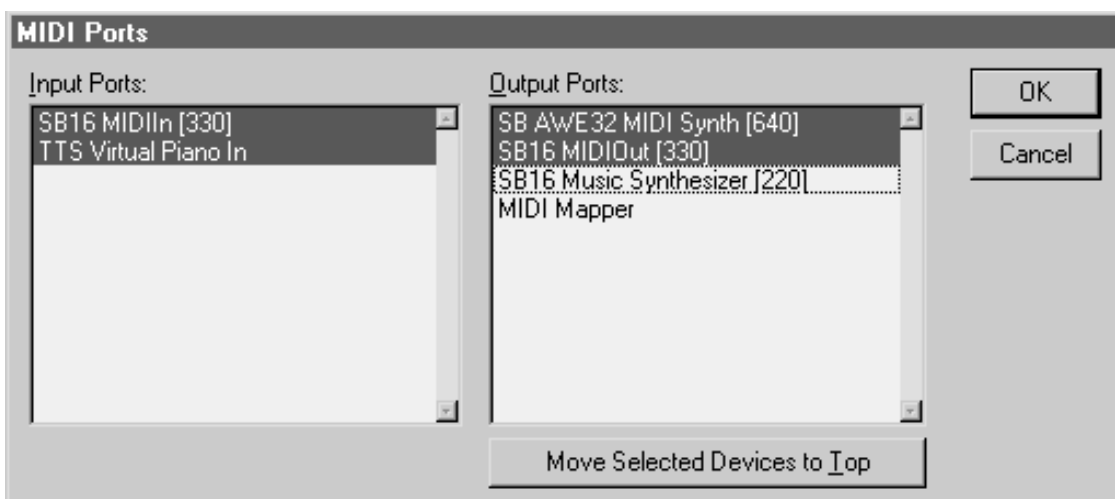 MIDI Ports
Input Ports:
SB16 MIDIIn [330]
TTS Virtual Piano In
Output Ports:
SB AWE32 MIDI Synth [640]
SB16 MIDIOut [330]
SB16 Music Synthesizer [220]
MIDI Mapper
Move Selected Devices to Top
OK
Cancel